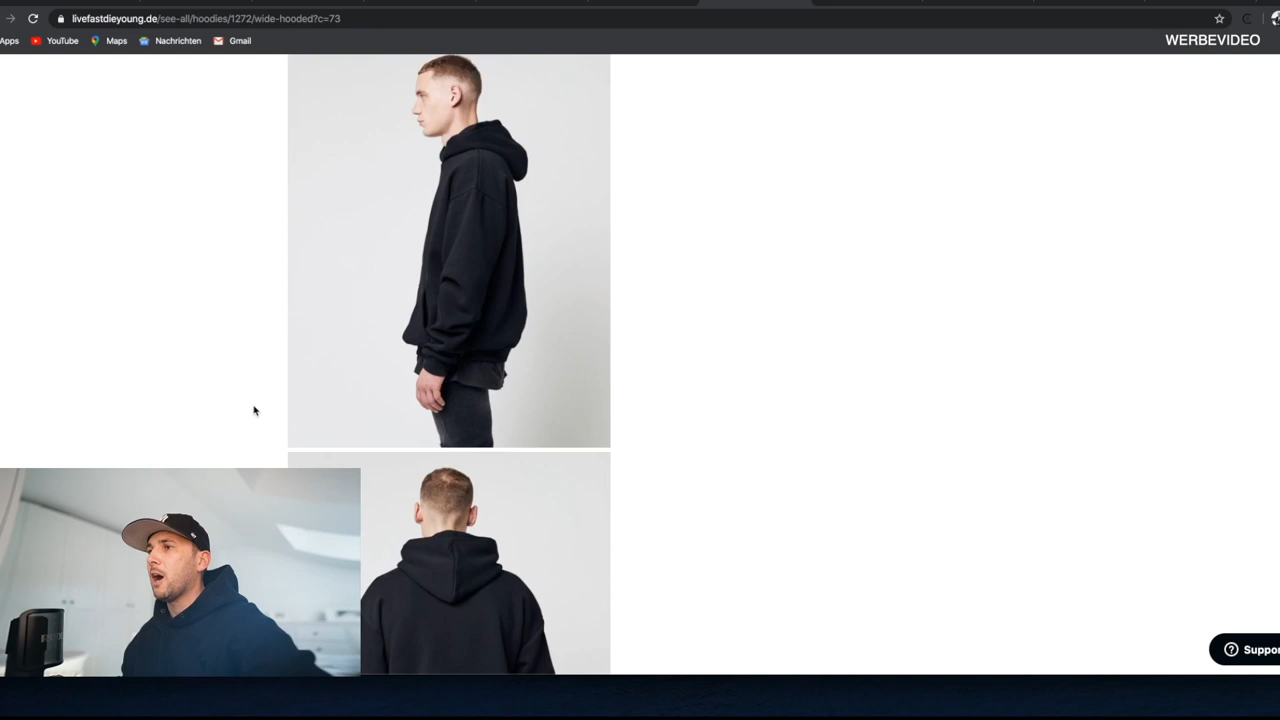 livefastdieyoung.de/see-all/hoodies/1272/wide-hooded?c=73
Apps YouTube Maps Nachrichten Gmail
WERBEVIDEO
Suppor